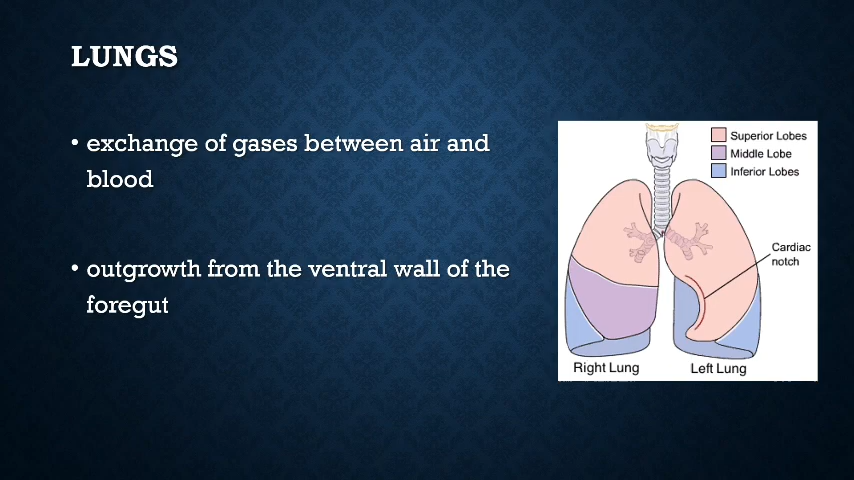 LUNGS
• exchange of gases between air and
blood
• outgrowth from the ventral wall of the
foregut
Superior Lobes
Middle Lobe
Inferior Lobes
Cardiac
notch
Right Lung
Left Lung